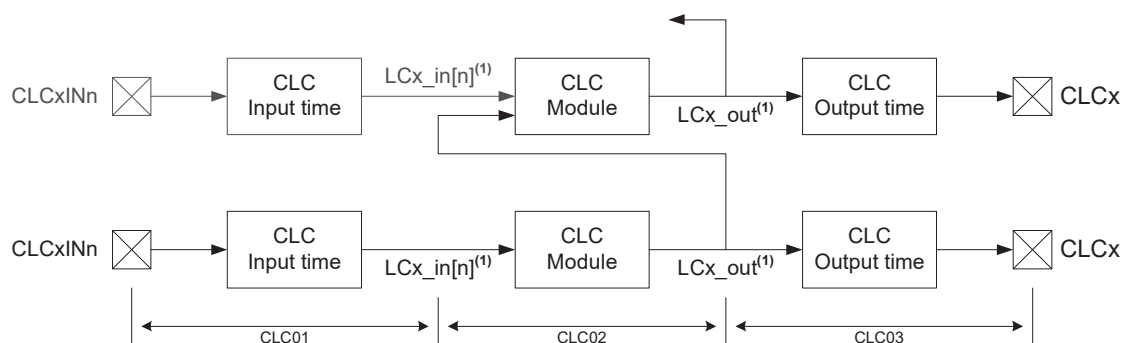 CLCxINn
CLC
Input time
LCx_in[n](1)
CLC
Module
LCx_out(1)
CLC
Output time
CLCx
CLCxINn
CLC
Input time
LCx_in[n](1)
CLC
Module
LCx_out(1)
CLC
Output time
CLCx
CLC01
CLC02
CLC03